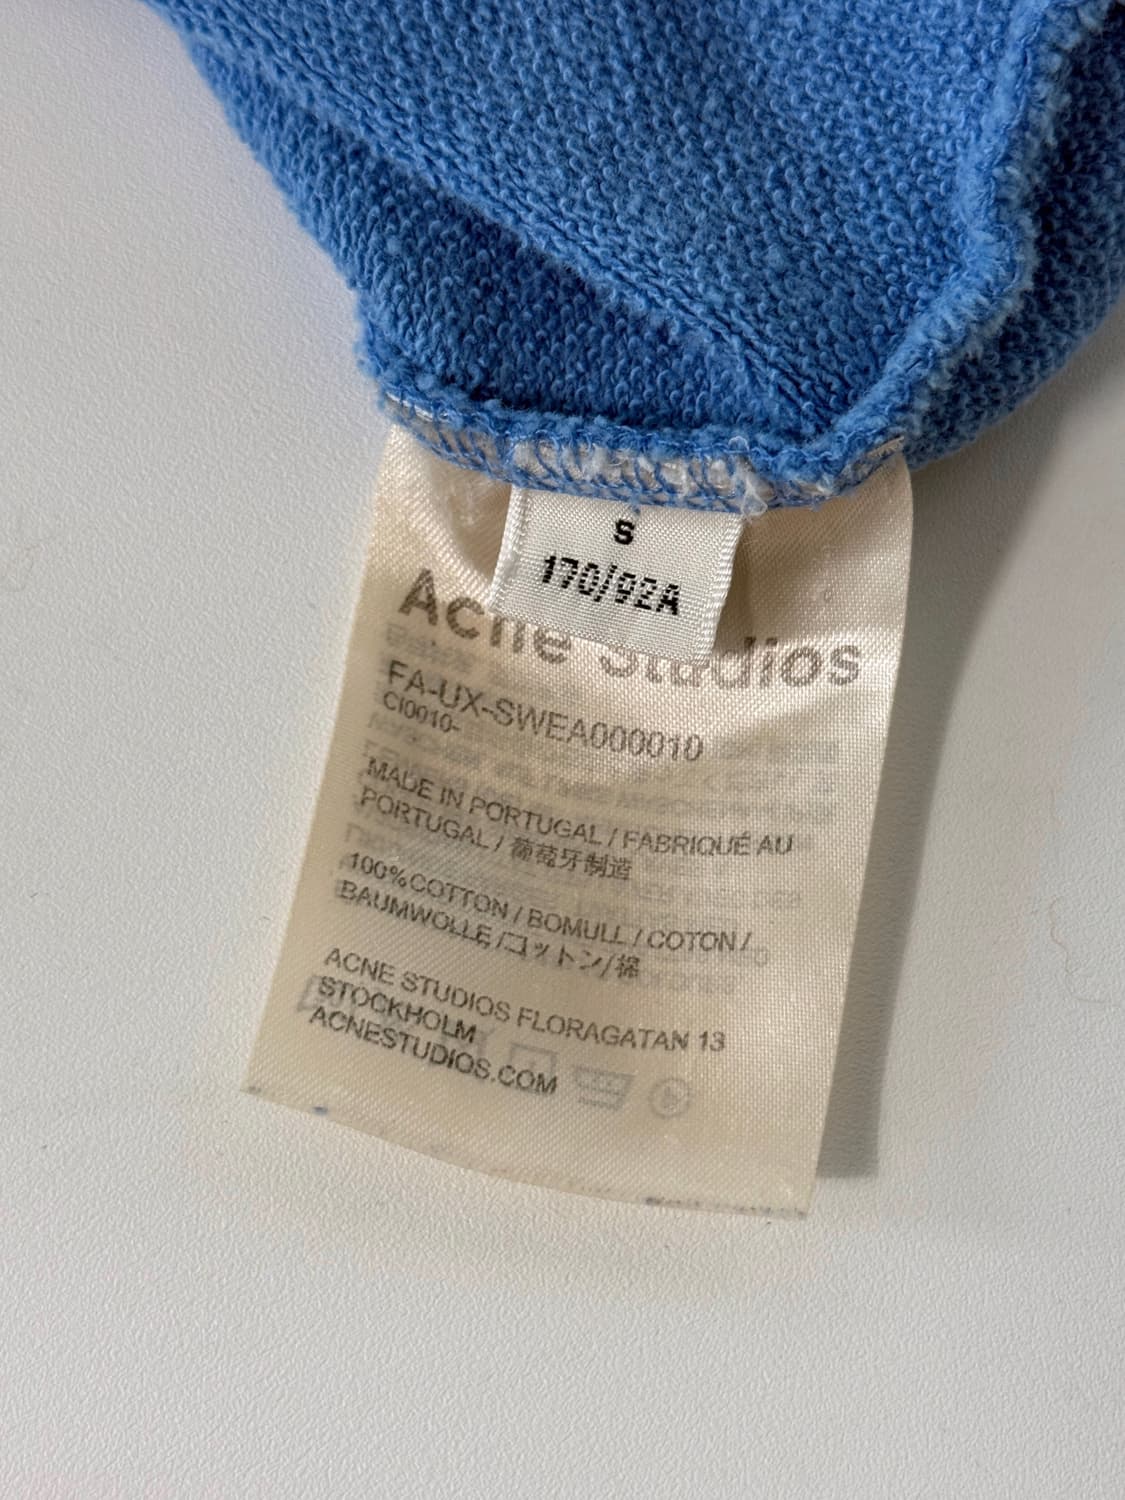 S
170/92A
Acne Studios
FA-UX-SWEA000010
CI0010-
MADE IN PORTUGAL / FABRIQUÉ AU
PORTUGAL / 葡萄牙制造
100%COTTON / BOMULL / COTON /
BAUMWOLLE /コットン/棉
ACNE STUDIOS FLORAGATAN 13
STOCKHOLM
ACNESTUDIOS.COM